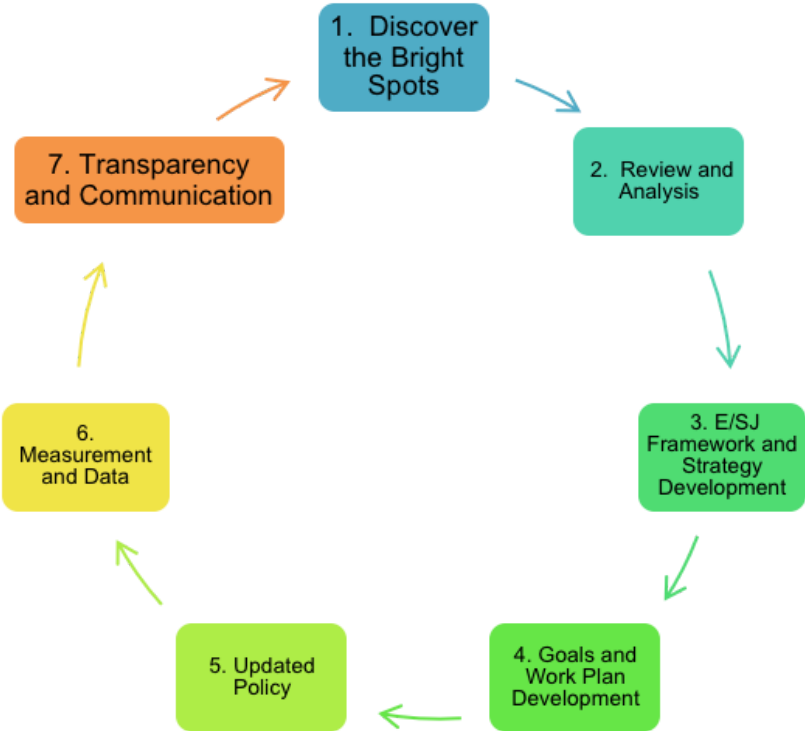 1. Discover
the Bright
Spots
2. Review and
Analysis
3. E/SJ
Framework and
Strategy
Development
4. Goals and
Work Plan
Development
5. Updated
Policy
6.
Measurement
and Data
7. Transparency
and Communication